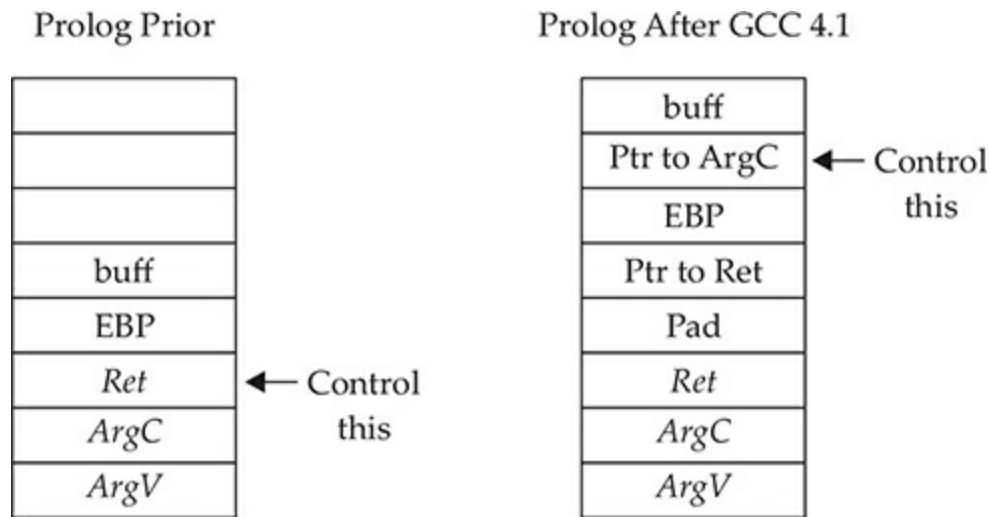 Prolog Prior
buff
EBP
Ret
ArgC
ArgV
Control
this
Prolog After GCC 4.1
buff
Ptr to ArgC
EBP
Ptr to Ret
Pad
Ret
ArgC
ArgV
Control
this